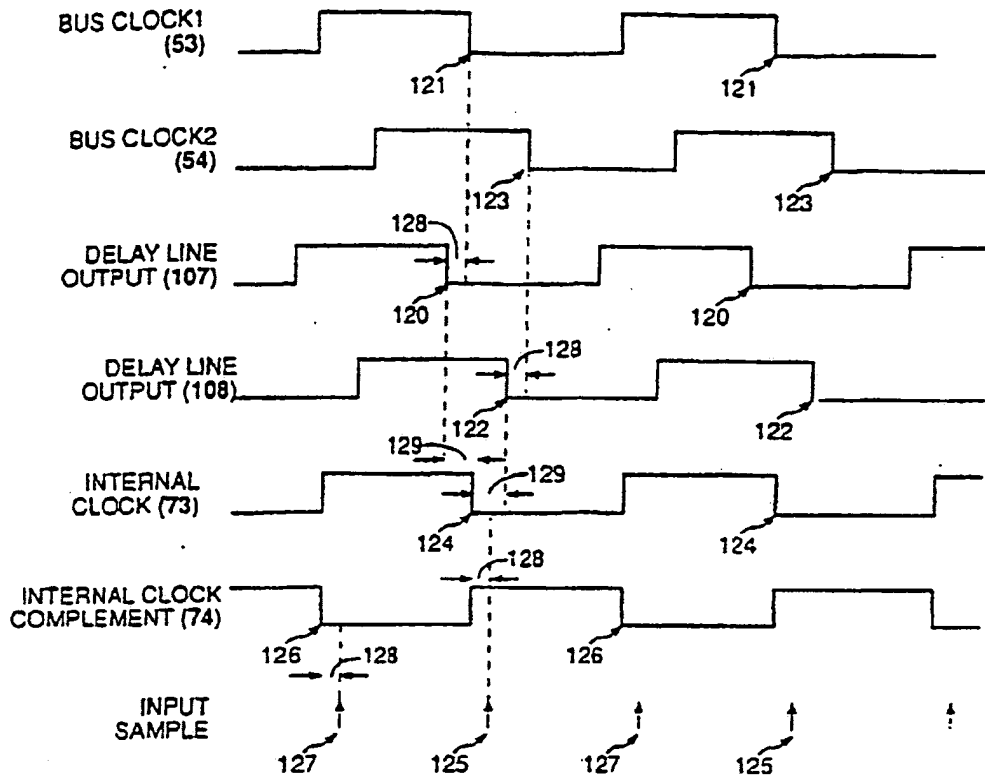 BUS CLOCK1
(53)
121
121
BUS CLOCK2
(54)
123
123
128
DELAY LINE
OUTPUT (107)
120
120
128
DELAY LINE
OUTPUT (108)
122
122
129
129
INTERNAL
CLOCK (73)
124
124
128
INTERNAL CLOCK
COMPLEMENT (74)
126
128
126
INPUT
SAMPLE
127
125
127
125